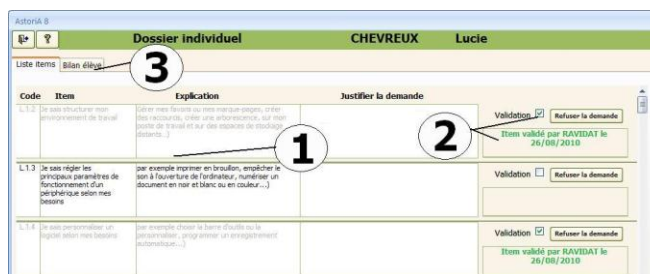 AstoriA B
? Dossier individuel CHEVREUX Lucie
Liste items Bilan élève
3
Code Item Explication Justifier la demande
L.1.2 Je sais structurer mon environnement de travail
Gérer mes favoris ou mes marque-pages, créer
des raccourcis, créer une arborescence, sur mon
poste de travail et sur des espaces de stockage
distants...)
Validation Refuser la demande
Item validé par RAVIDAT le
26/08/2010
1
2
L.1.3 Je sais régler les
principaux paramètres de
fonctionnement d'un
périphérique selon mes
besoins
par exemple imprimer en brouillon, empêcher le
son à l'ouverture de l'ordinateur, numériser un
document en noir et blanc ou en couleur...)
Validation Refuser la demande
L.1.4 Je sais personnaliser un
logiciel selon mes besoins
par exemple choisir la barre d'outils ou la
personnaliser, programmer un enregistrement
automatique...)
Validation Refuser la demande
Item validé par RAVIDAT le
26/08/2010